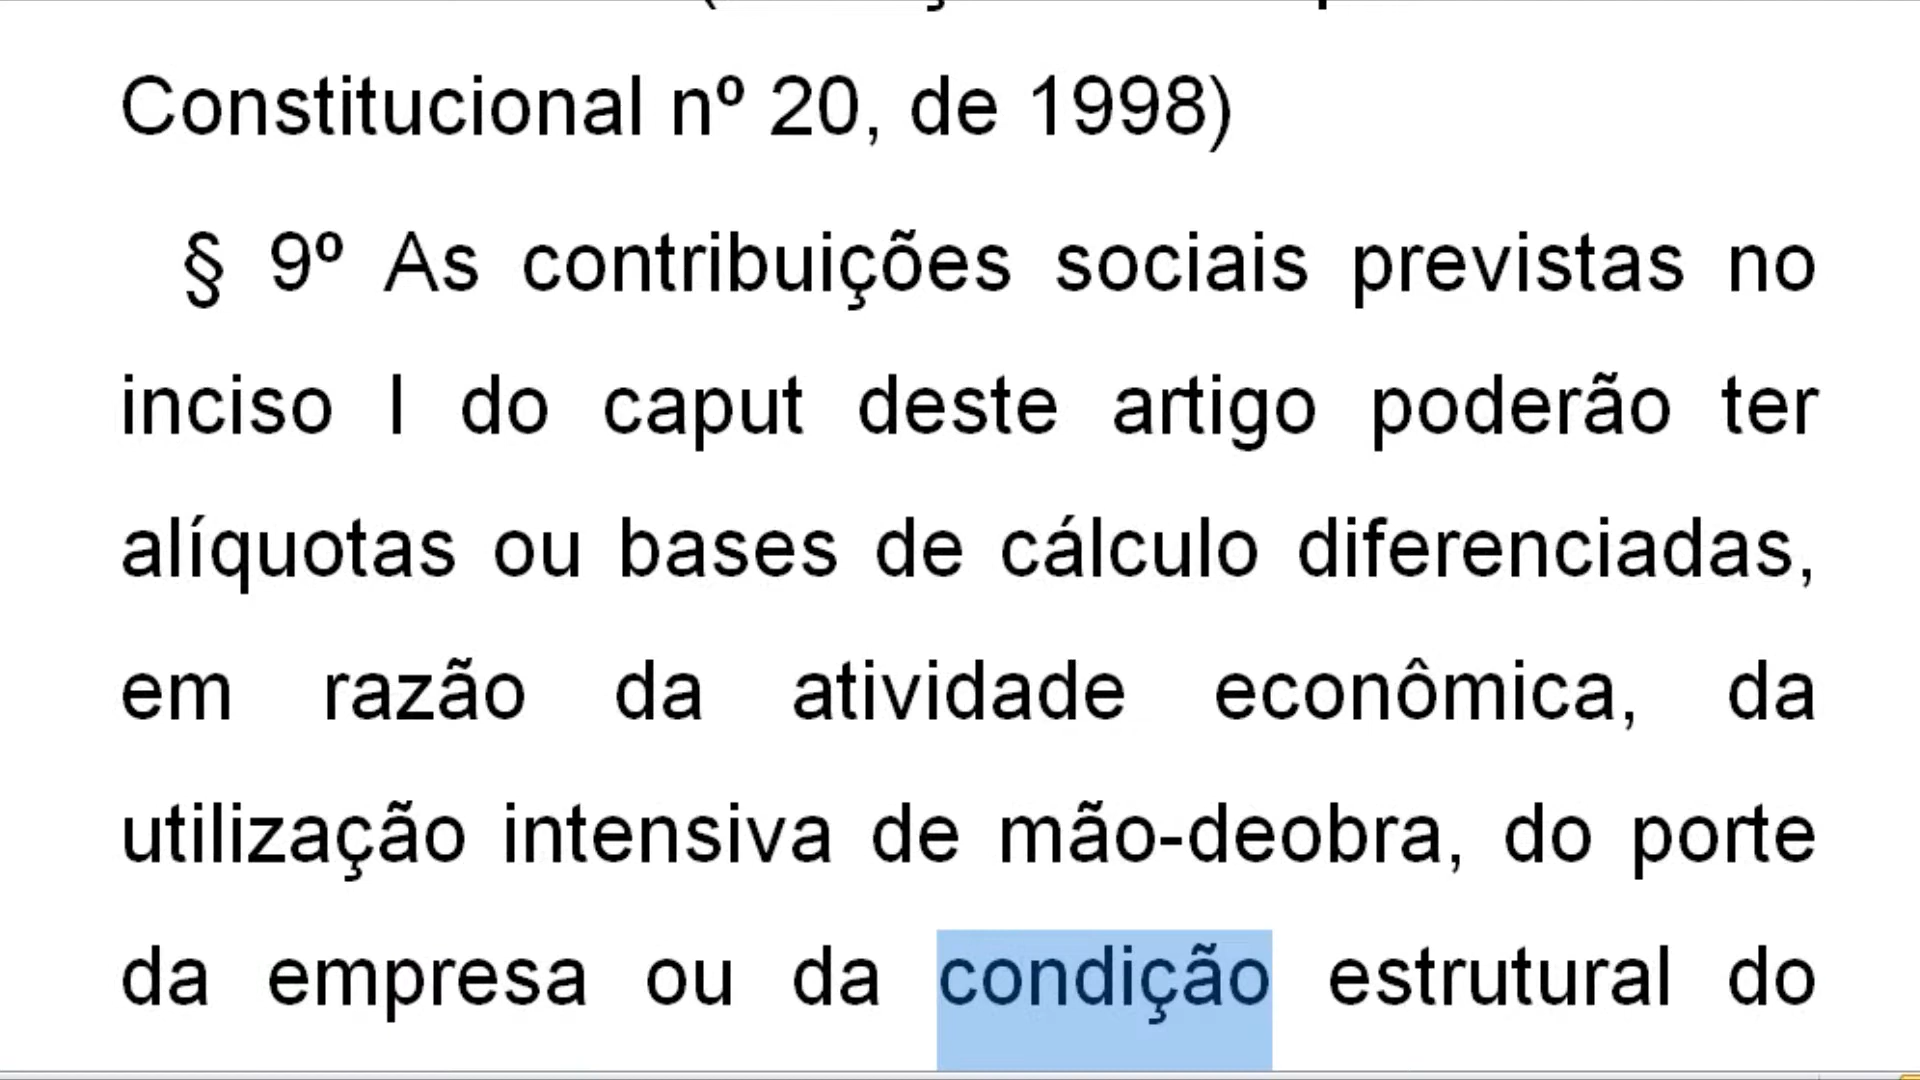 Constitucional nº 20, de 1998)
§ 9º As contribuições sociais previstas no
inciso I do caput deste artigo poderão ter
alíquotas ou bases de cálculo diferenciadas,
em razão da atividade econômica, da
utilização intensiva de mão-deobra, do porte
da empresa ou da condição estrutural do